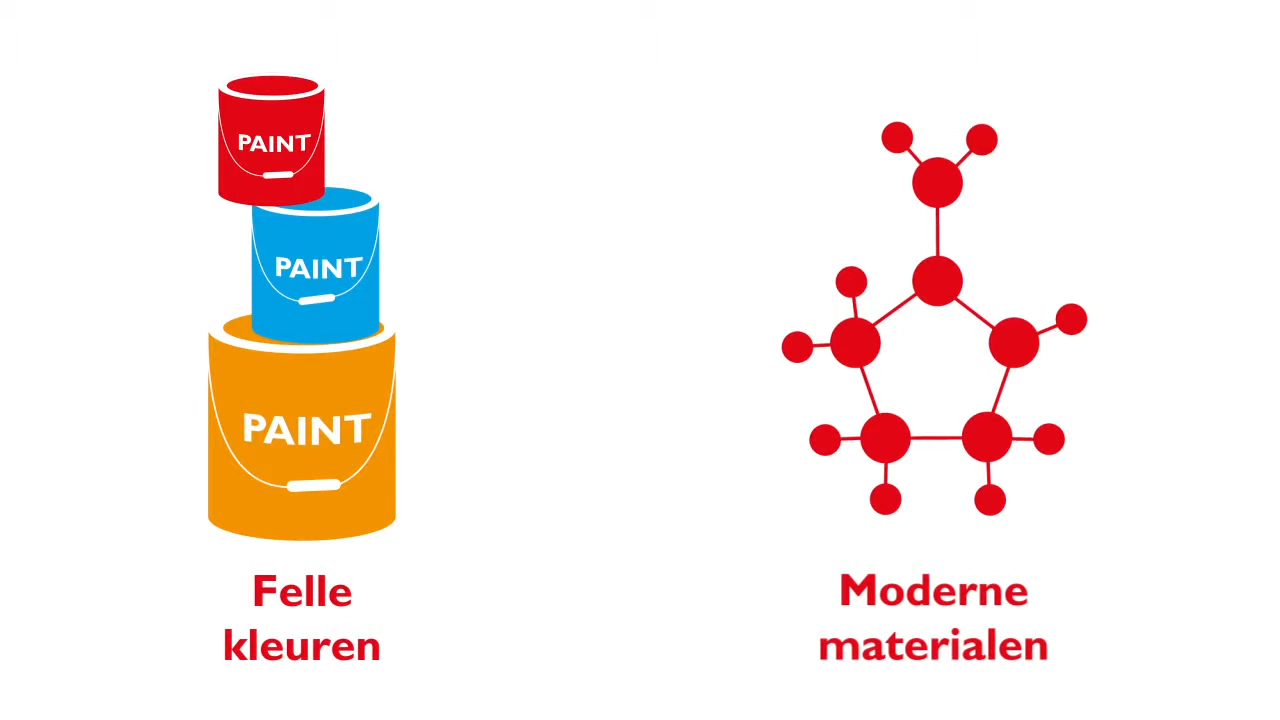 PAINT
PAINT
PAINT
Felle
kleuren
Moderne
materialen